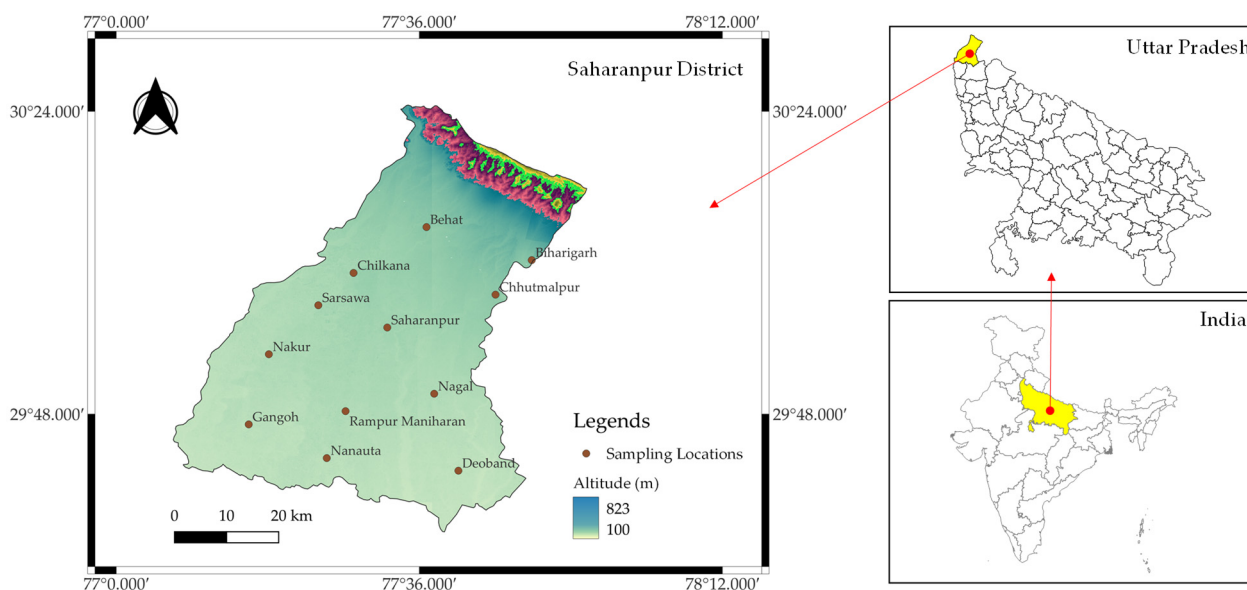 77°0.000′ 77°36.000′ 78°12.000′
Saharanpur District
Uttar Pradesh
30°24.000′ 30°24.000′
Behat
Biharigarh
Chilkana
Chhutmalpur
Sarsawa
Saharanpur
India
Nakur
Nagal
29°48.000′ 29°48.000′
Gangoh
Rampur Maniharan
Legends
Nanauta
Sampling Locations
Deoband
Altitude (m)
823
100
0 10 20 km
77°0.000′ 77°36.000′ 78°12.000′